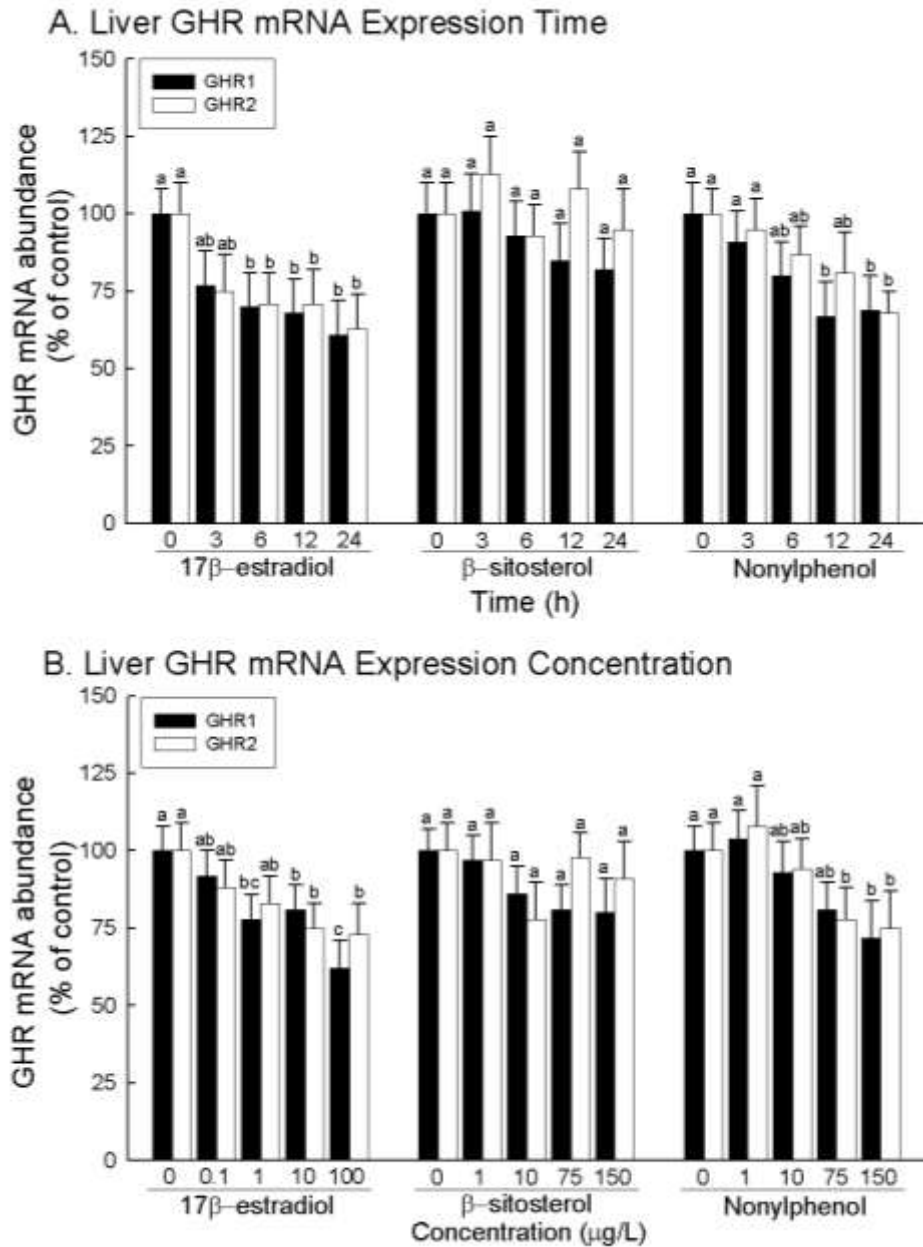 A. Liver GHR mRNA Expression Time
150
125
100
75
50
25
0
GHR mRNA abundance
(% of control)
GHR1
GHR2
a a ab ab b b b b b b
a a a a a a a a a a
a a a a ab ab b ab b b
0 3 6 12 24
17β-estradiol
0 3 6 12 24
β-sitosterol
0 3 6 12 24
Nonylphenol
Time (h)
B. Liver GHR mRNA Expression Concentration
150
125
100
75
50
25
0
GHR mRNA abundance
(% of control)
GHR1
GHR2
a a ab ab bc ab b b c b
a a a a a a a a a a
a a a a ab ab ab b b b
0 0.1 1 10 100
17β-estradiol
0 1 10 75 150
β-sitosterol
0 1 10 75 150
Nonylphenol
Concentration (μg/L)